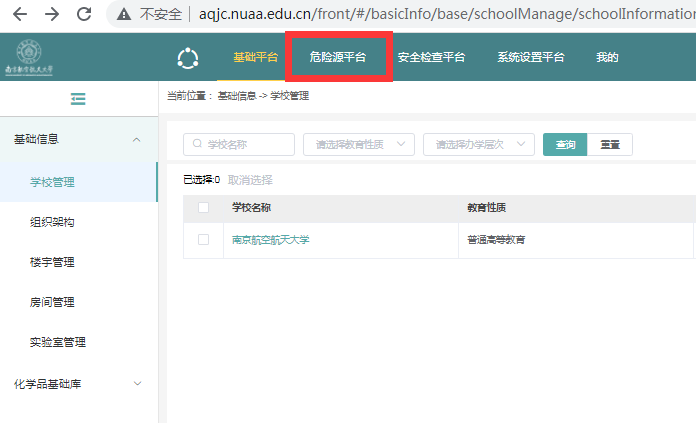 不安全 | aqjc.nuaa.edu.cn/front/#/basicInfo/base/schoolManage/schoolInformation
南京航空航天大学
基础平台 危险源平台 安全检查平台 系统设置平台 我的
当前位置： 基础信息 -> 学校管理
基础信息
学校名称 请选择教育性质 请选择办学层次 查询 重置
学校管理
已选择:0 取消选择
学校名称 教育性质
组织架构
南京航空航天大学 普通高等教育
楼宇管理
房间管理
实验室管理
化学品基础库